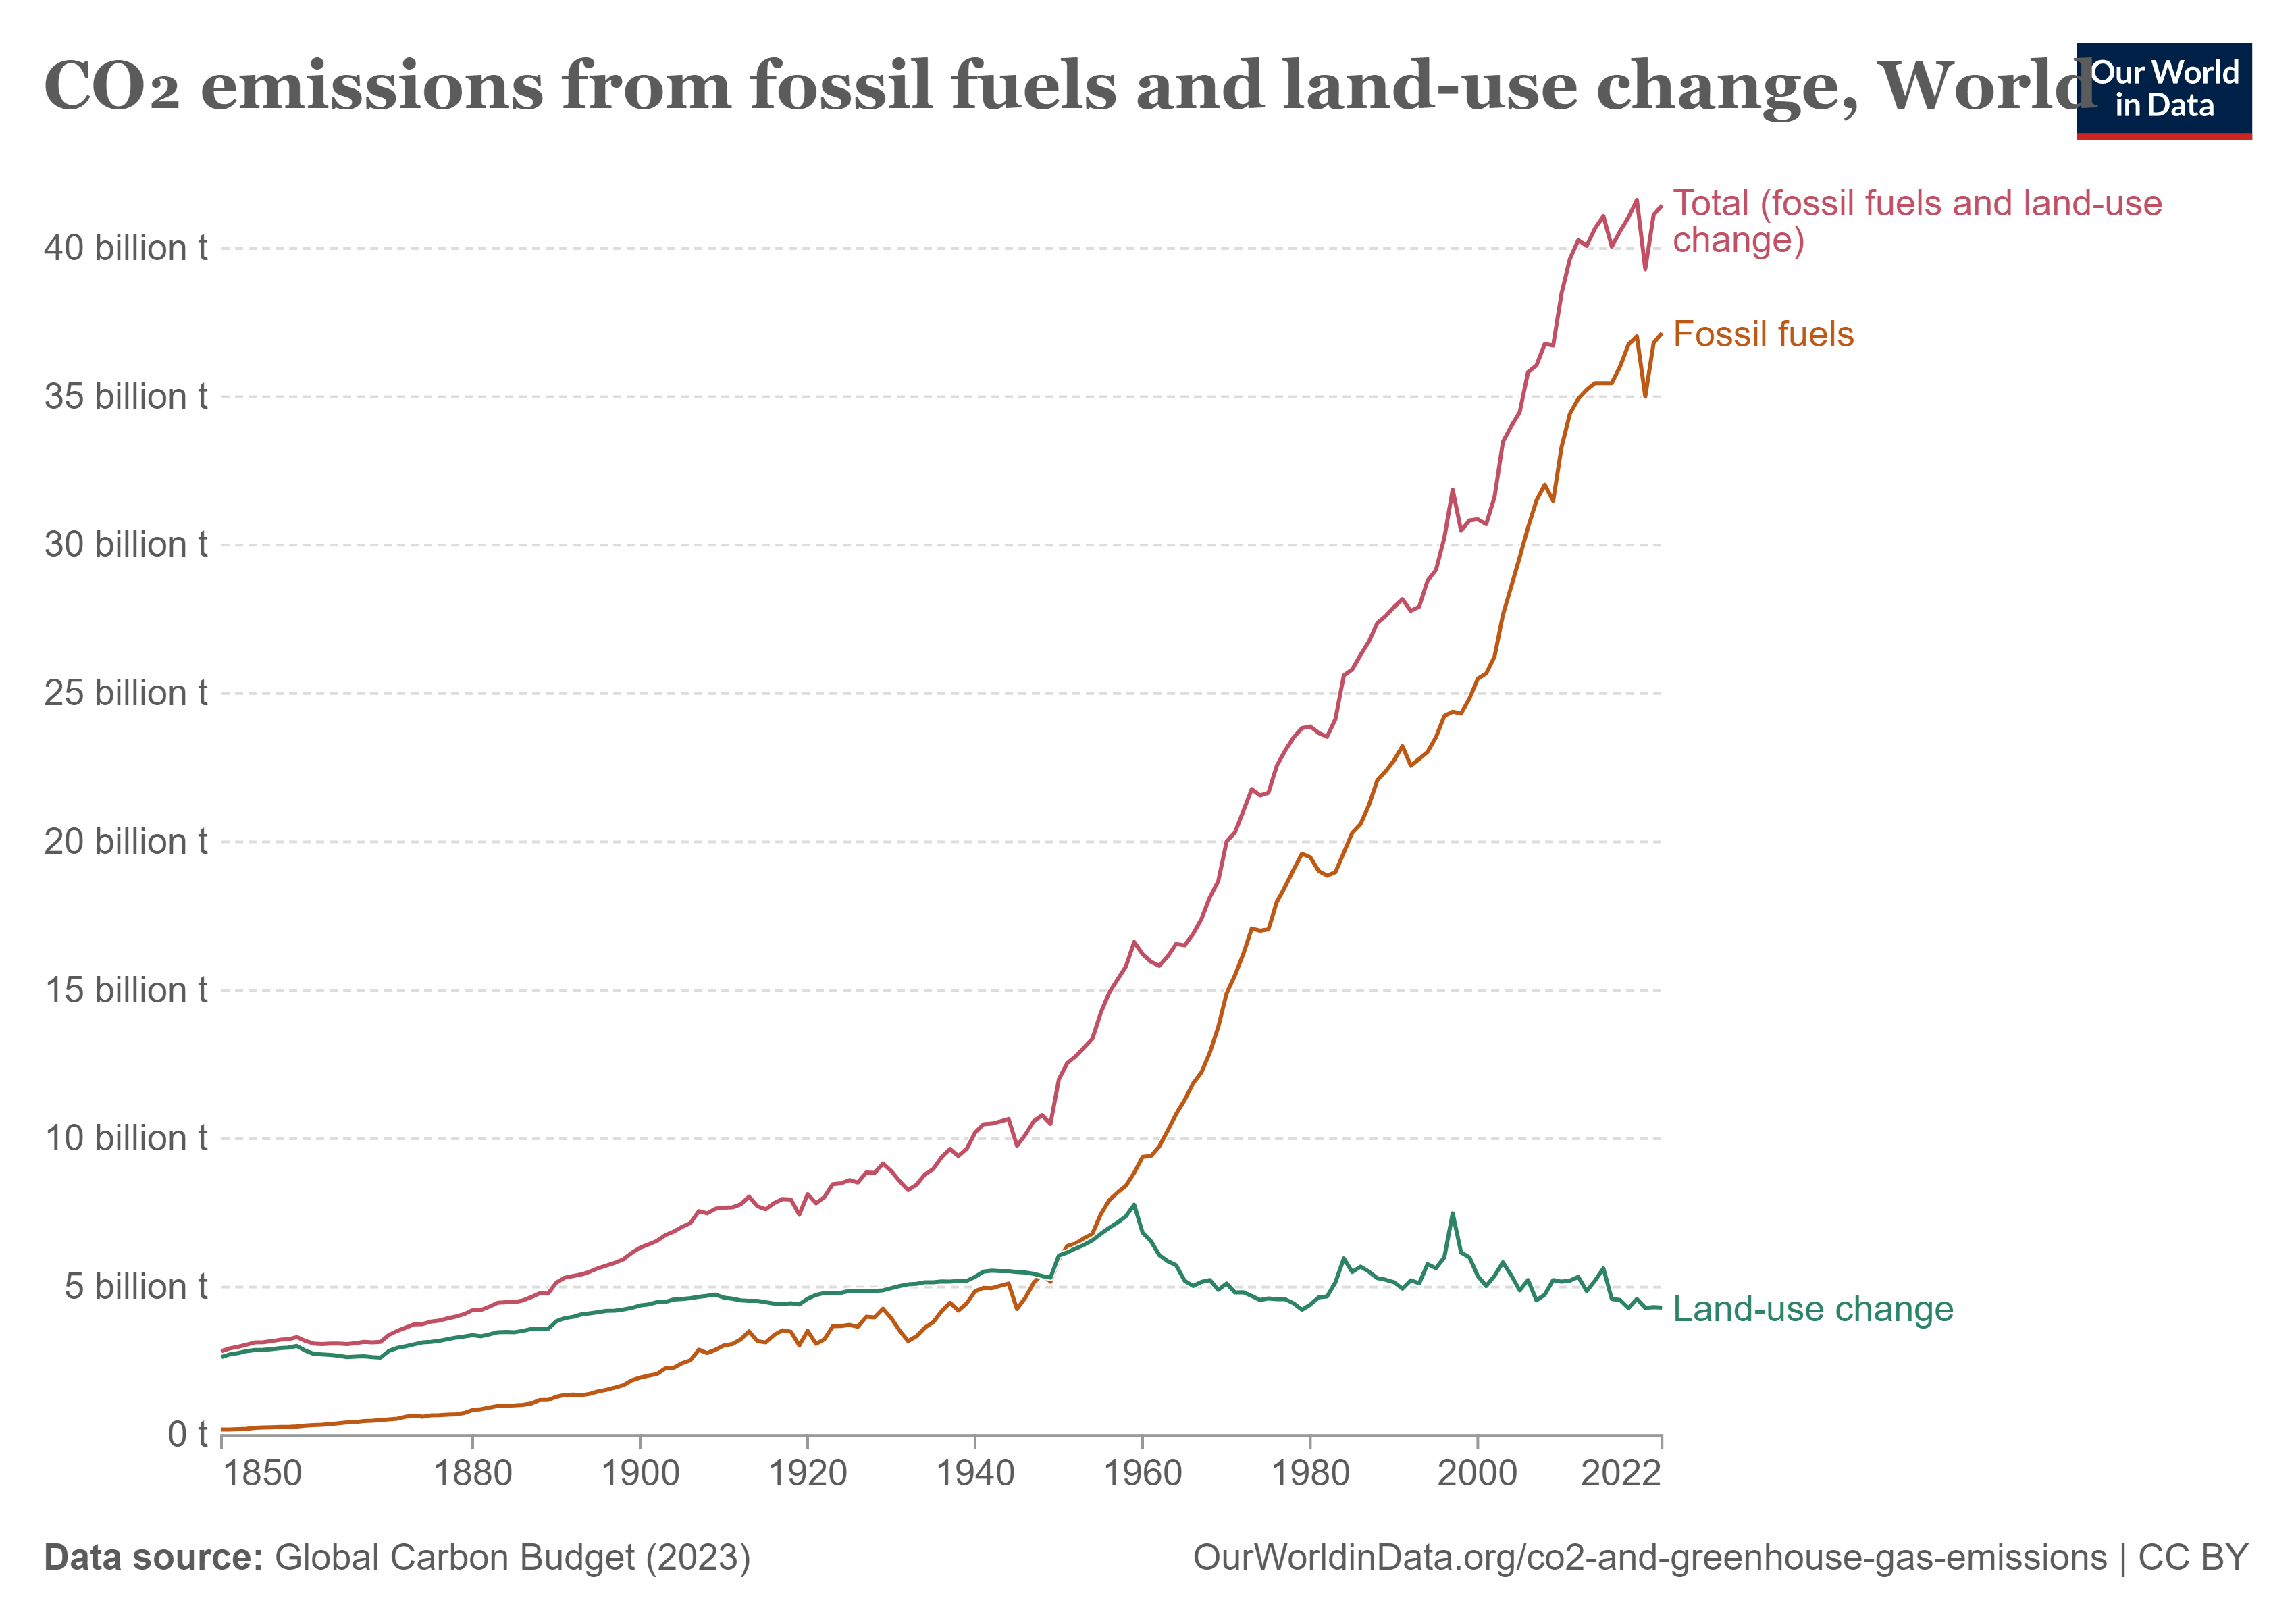 CO₂ emissions from fossil fuels and land-use change, World
Our World
in Data
Total (fossil fuels and land-use
change)
40 billion t
Fossil fuels
35 billion t
30 billion t
25 billion t
20 billion t
15 billion t
10 billion t
5 billion t
Land-use change
0 t
1850 1880 1900 1920 1940 1960 1980 2000 2022
Data source: Global Carbon Budget (2023)
OurWorldinData.org/co2-and-greenhouse-gas-emissions | CC BY